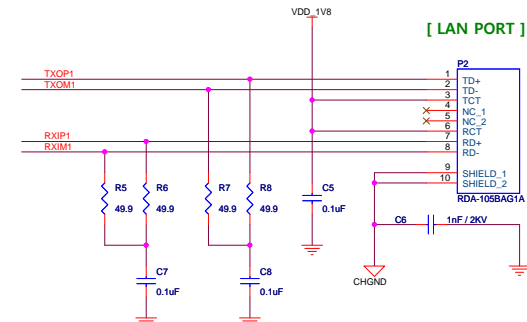 VDD_1V8
[ LAN PORT ]
P2
TXOP1
TXOM1
RXIP1
RXIM1
1 TD+
2 TD-
3 TCT
4 NC_1
5 NC_2
6 RCT
7 RD+
8 RD-
9 SHIELD_1
10 SHIELD_2
RDA-105BAG1A
R5
49.9
R6
49.9
R7
49.9
R8
49.9
C5
0.1uF
C6
1nF / 2KV
CHGND
C7
0.1uF
C8
0.1uF